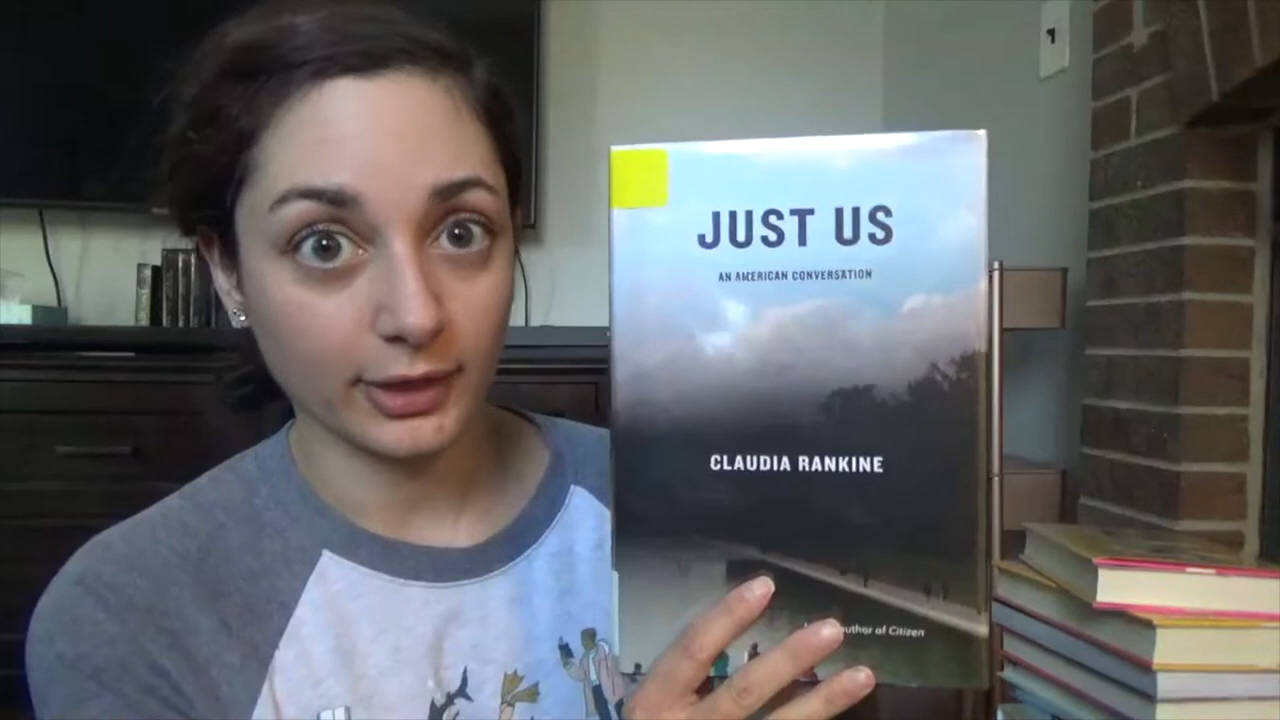 JUST US
AN AMERICAN CONVERSATION
CLAUDIA RANKINE
author of Citizen